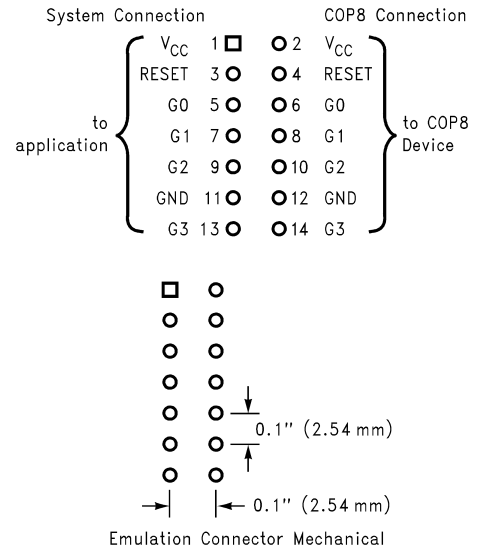 System Connection COP8 Connection
VCC 1 2 VCC
RESET 3 4 RESET
G0 5 6 G0
to application
G1 7 8 G1
to COP8 Device
G2 9 10 G2
GND 11 12 GND
G3 13 14 G3
0.1" (2.54 mm)
0.1" (2.54 mm)
Emulation Connector Mechanical